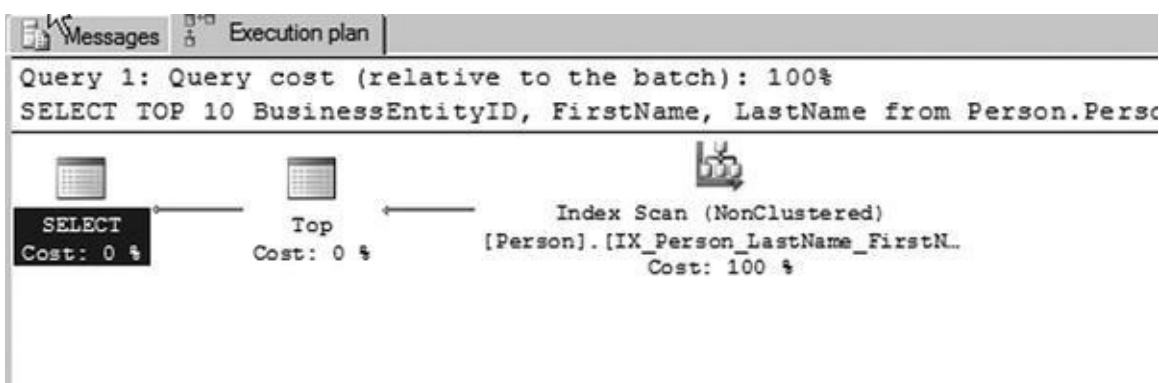 Messages Execution plan
Query 1: Query cost (relative to the batch): 100%
SELECT TOP 10 BusinessEntityID, FirstName, LastName from Person.Perso
SELECT
Cost: 0 %
Top
Cost: 0 %
Index Scan (NonClustered)
[Person].[IX_Person_LastName_FirstN…
Cost: 100 %